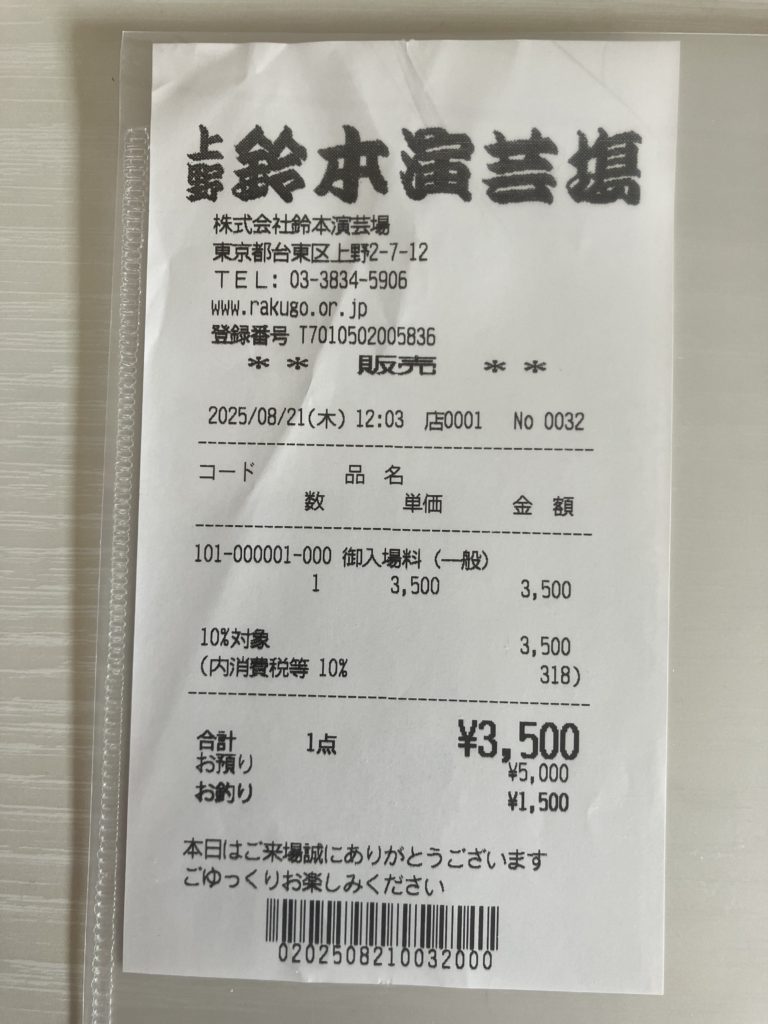 上野 鈴本演芸場
株式会社鈴本演芸場
東京都台東区上野2-7-12
TEL: 03-3834-5906
www.rakugo.or.jp
登録番号 T7010502005836
** 販売 **
2025/08/21(木) 12:03 店0001 No 0032
コード 品 名
数 単価 金 額
101-000001-000 御入場料 (一般)
1 3,500 3,500
10%対象 3,500
(内消費税等 10% 318)
合計 1点 ¥3,500
お預り ¥5,000
お釣り ¥1,500
本日はご来場誠にありがとうございます
ごゆっくりお楽しみください
0202508210032000